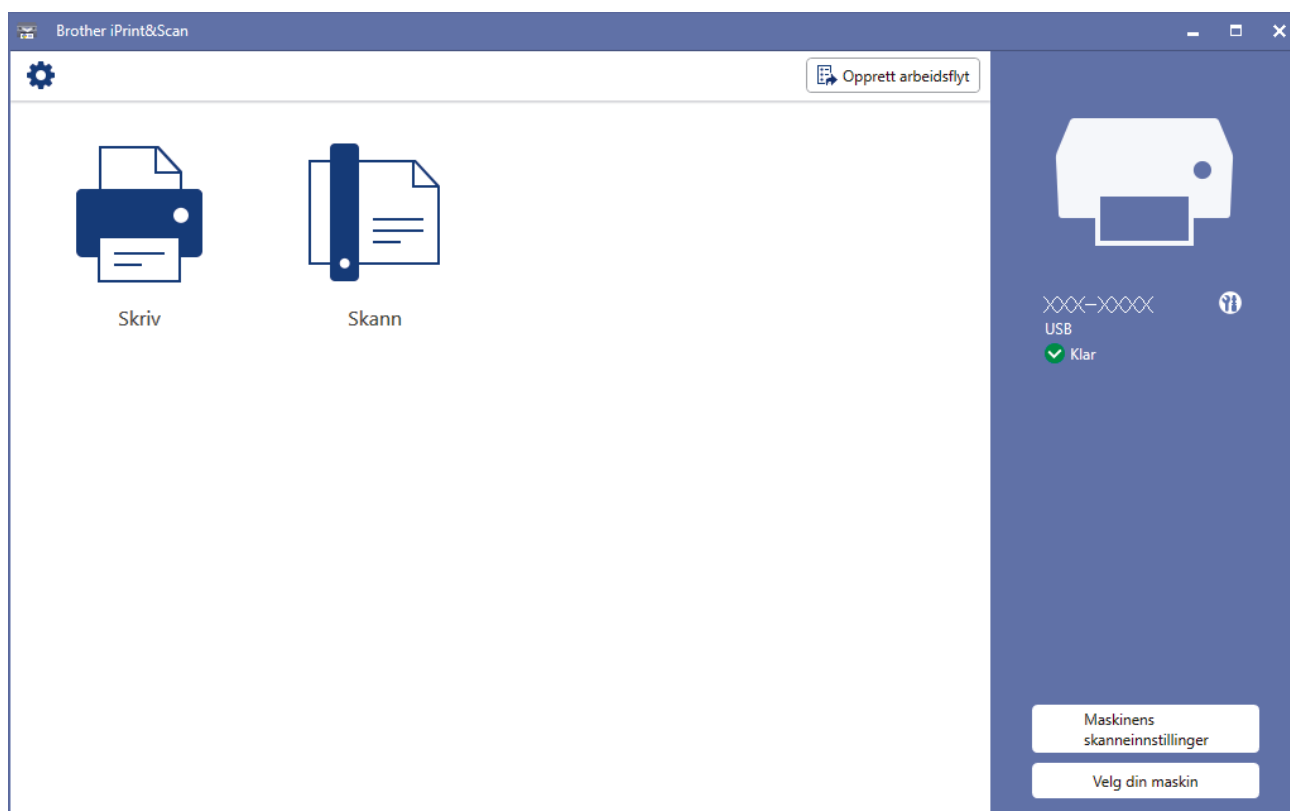 Brother iPrint&Scan
Opprett arbeidsflyt
Skriv
Skann
XXX-XXXX
USB
Klar
Maskinens
skanneinnstillinger
Velg din maskin